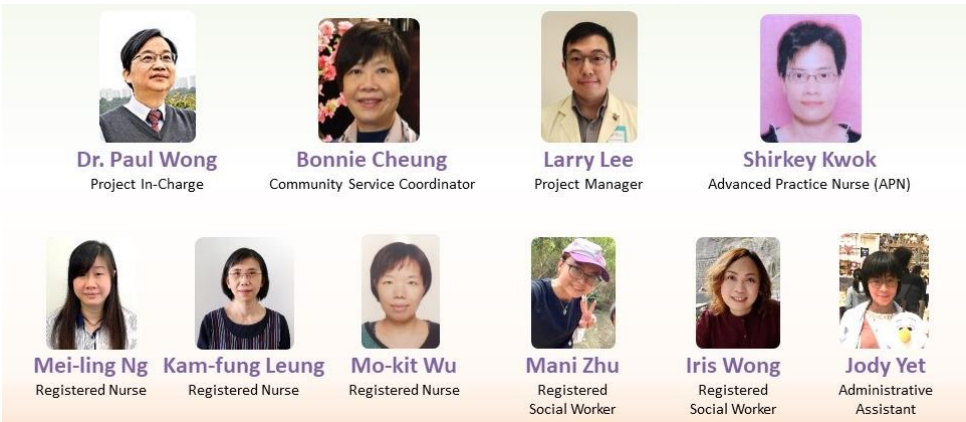 Dr. Paul Wong
Project In-Charge
Bonnie Cheung
Community Service Coordinator
Larry Lee
Project Manager
Shirkey Kwok
Advanced Practice Nurse (APN)
Mei-ling Ng
Registered Nurse
Kam-fung Leung
Registered Nurse
Mo-kit Wu
Registered Nurse
Mani Zhu
Registered
Social Worker
Iris Wong
Registered
Social Worker
Jody Yet
Administrative
Assistant